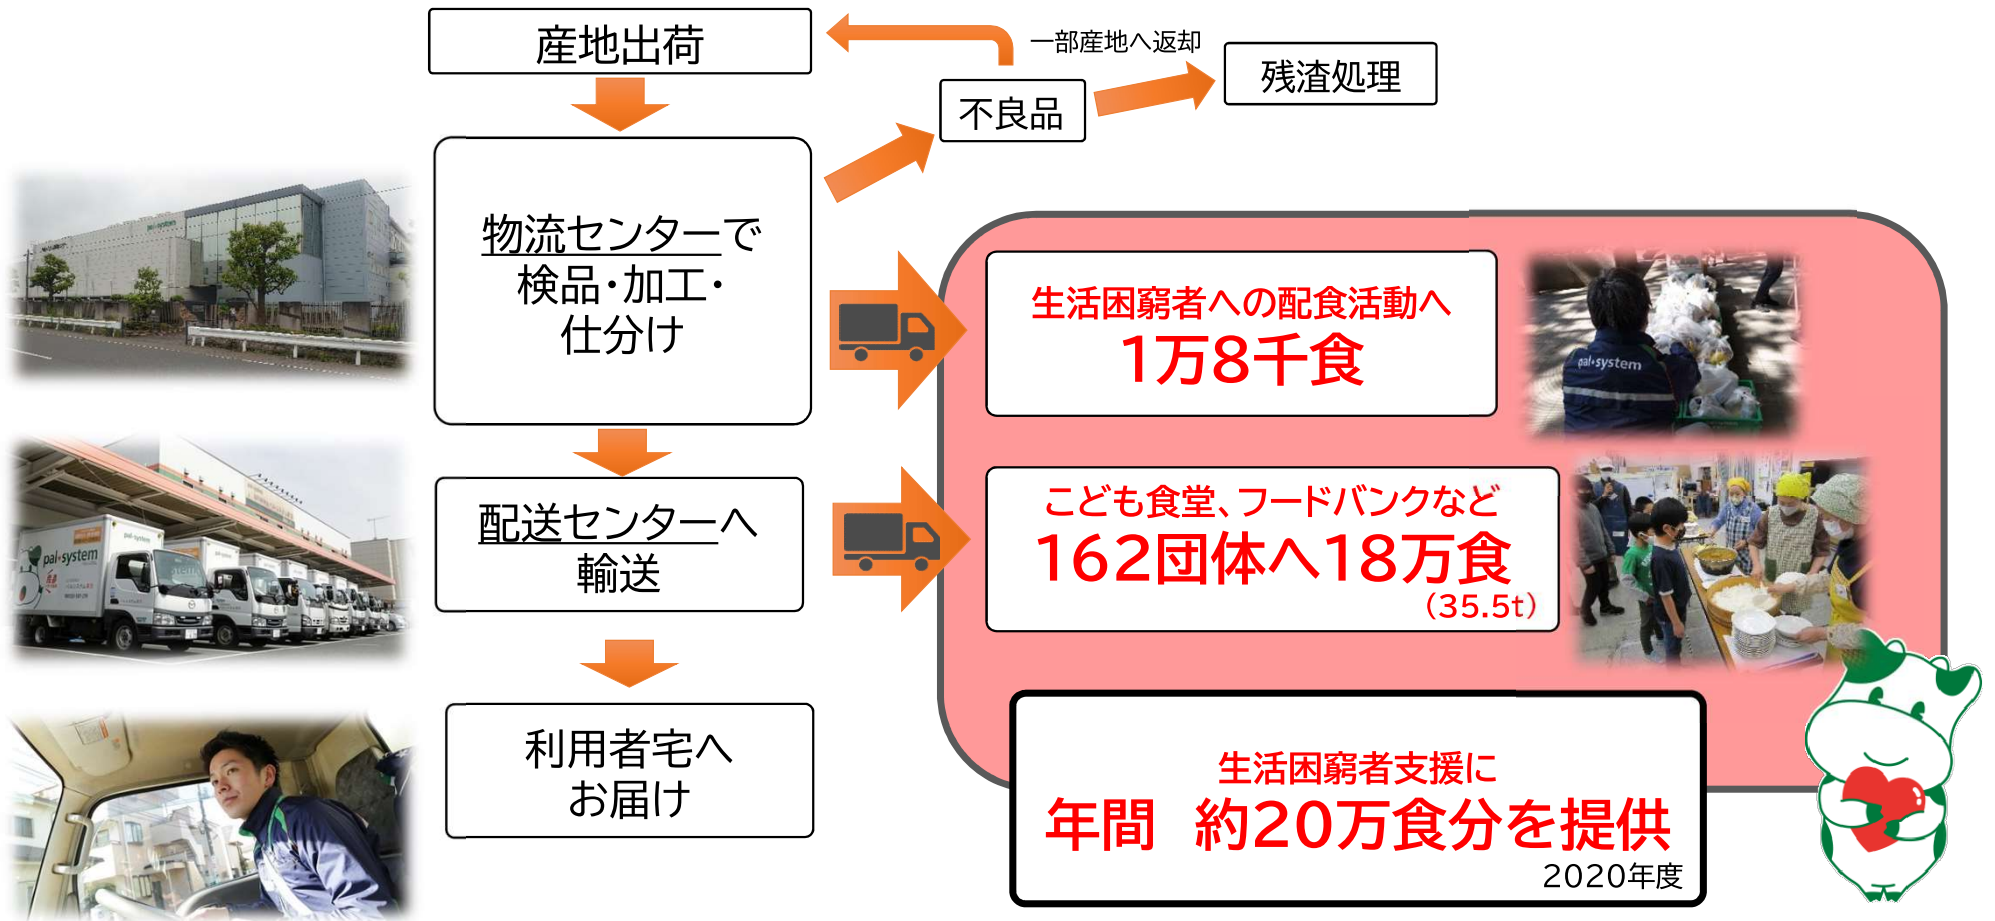 産地出荷
一部産地へ返却
不良品
残渣処理
物流センターで
検品・加工・
仕分け
pal*system
生活困窮者への配食活動へ
1万8千食
pal*system
配送センターへ
輸送
こども食堂、フードバンクなど
162団体へ18万食
（35.5t）
pal*system
利用者宅へ
お届け
生活困窮者支援に
年間 約20万食分を提供
2020年度